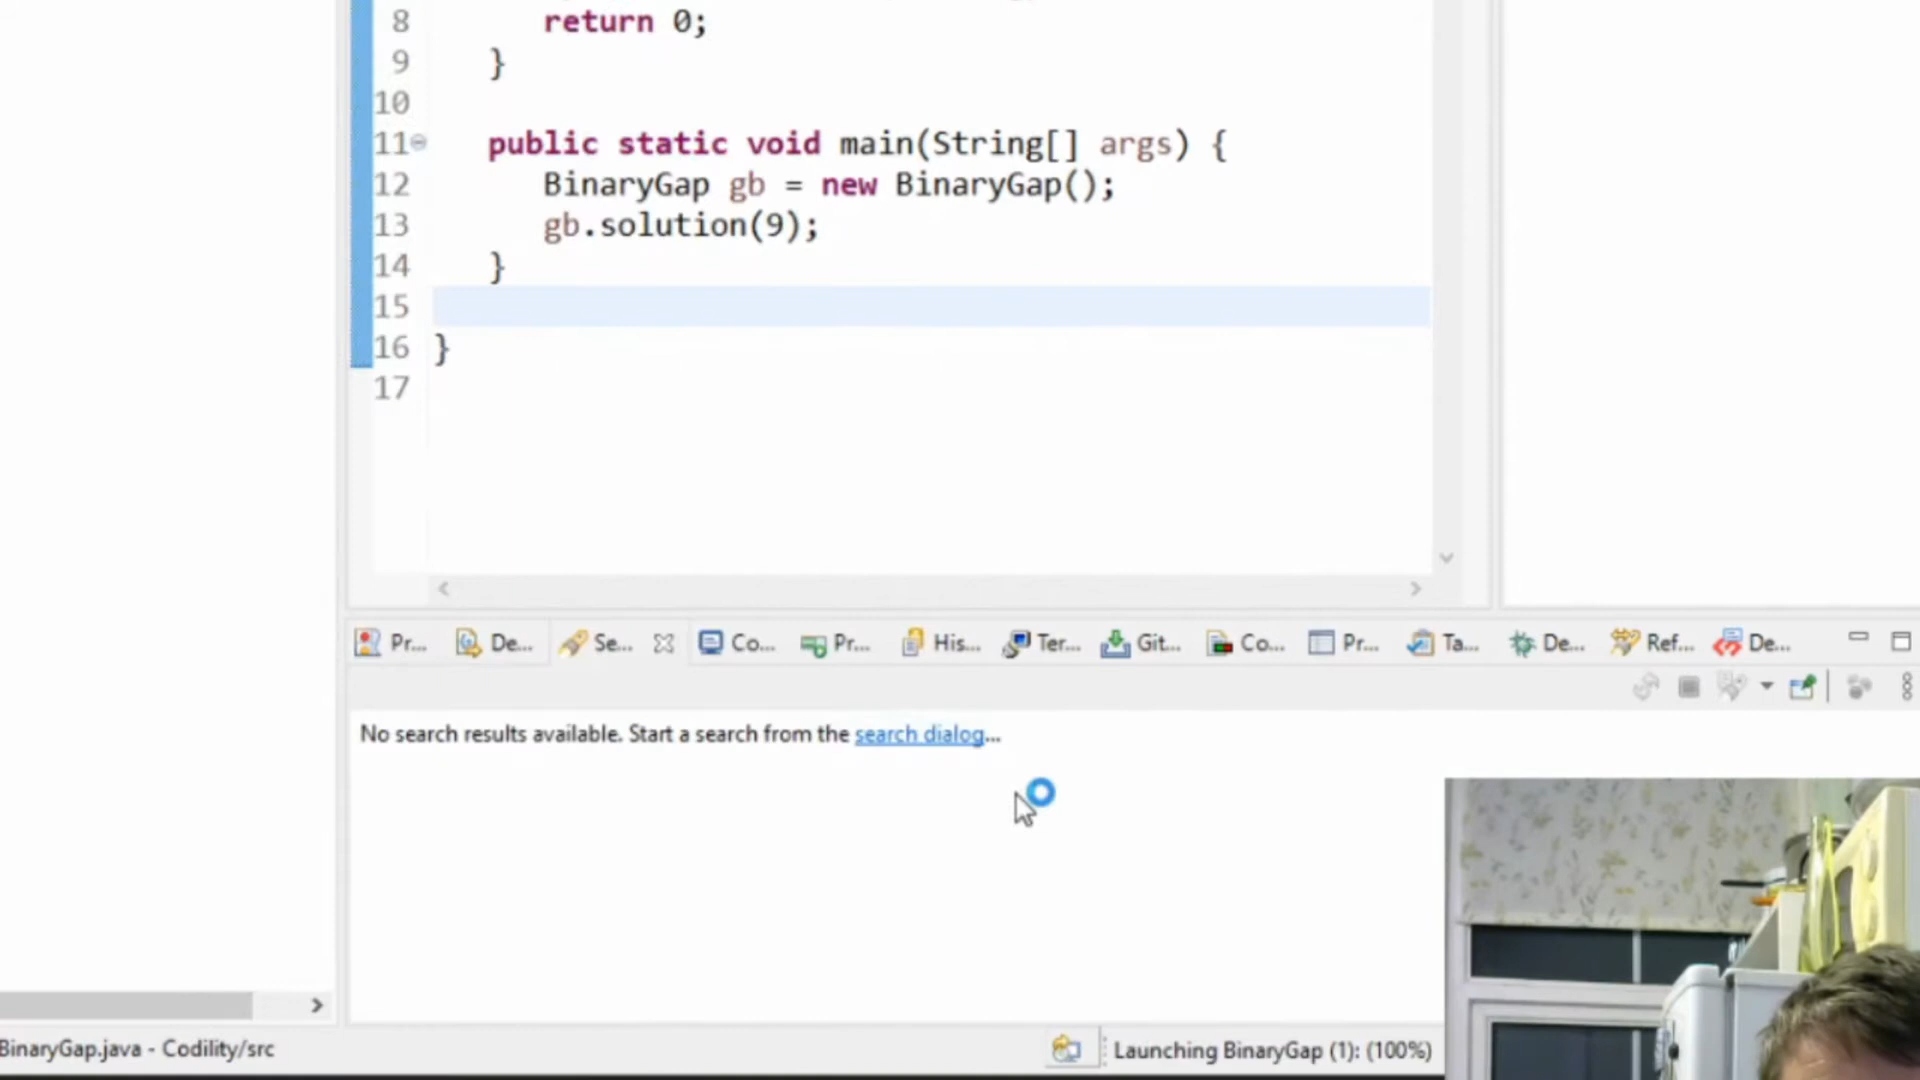 8 return 0;
9 }
10
11 public static void main(String[] args) {
12 BinaryGap gb = new BinaryGap();
13 gb.solution(9);
14 }
15
16 }
17
Pr... De... Se... Co... Pr... His... Ter... Git... Co... Pr... Ta... De... Ref... De...
No search results available. Start a search from the search dialog...
BinaryGap.java - Codility/src Launching BinaryGap (1): (100%)